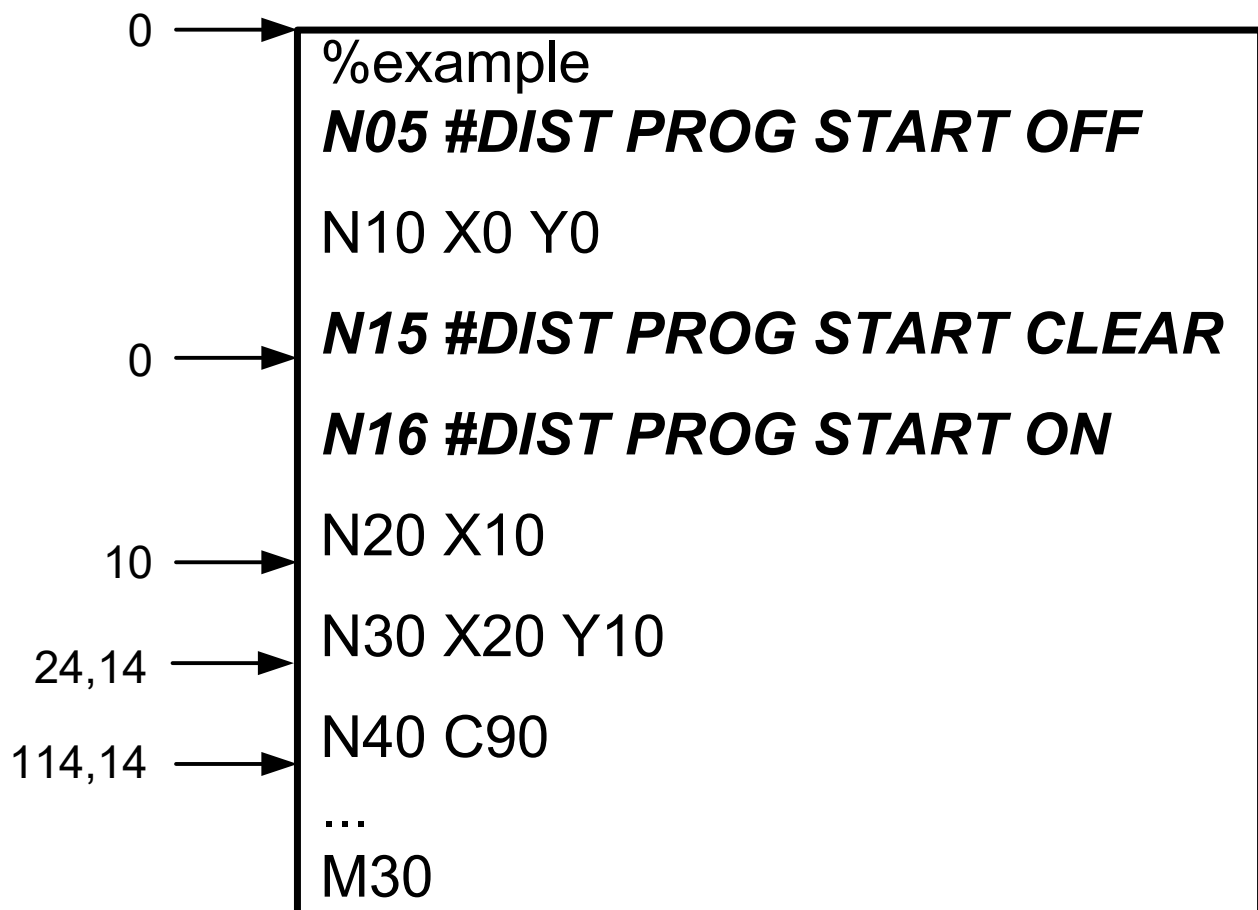 0
%example
N05 #DIST PROG START OFF
N10 X0 Y0
N15 #DIST PROG START CLEAR
0
N16 #DIST PROG START ON
N20 X10
10
N30 X20 Y10
24,14
N40 C90
114,14
...
M30